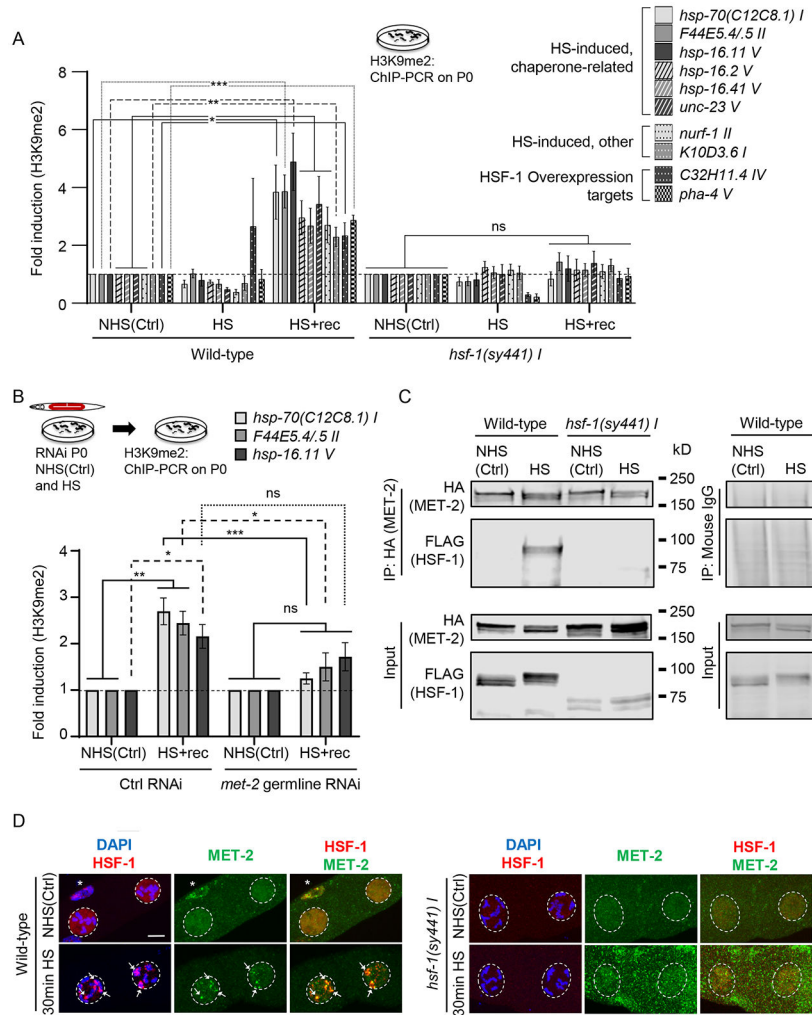 A
H3K9me2:
ChIP-PCR on P0
HS-induced,
chaperone-related
hsp-70(C12C8.1) I
F44E5.4/.5 II
hsp-16.11 V
hsp-16.2 V
hsp-16.41 V
unc-23 V
HS-induced, other
nurf-1 II
K10D3.6 I
HSF-1 Overexpression
targets
C32H11.4 IV
pha-4 V
Fold induction (H3K9me2)
8
6
4
2
0
***
**
*
ns
NHS(Ctrl)
HS
HS+rec
NHS(Ctrl)
HS
HS+rec
Wild-type
hsf-1(sy441) I
B
RNAi P0
NHS(Ctrl)
and HS
H3K9me2:
ChIP-PCR on P0
hsp-70(C12C8.1) I
F44E5.4/.5 II
hsp-16.11 V
Fold induction (H3K9me2)
4
3
2
1
0
ns
*
***
*
**
ns
NHS(Ctrl)
HS+rec
NHS(Ctrl)
HS+rec
Ctrl RNAi
met-2 germline RNAi
C
Wild-type
hsf-1(sy441) I
kD
Wild-type
NHS
(Ctrl)
HS
NHS
(Ctrl)
HS
NHS
(Ctrl)
HS
IP: HA (MET-2)
HA
(MET-2)
250
150
FLAG
(HSF-1)
100
75
IP: Mouse IgG
Input
HA
(MET-2)
250
150
FLAG
(HSF-1)
100
75
Input
D
DAPI
HSF-1
MET-2
HSF-1
MET-2
DAPI
HSF-1
MET-2
HSF-1
MET-2
Wild-type
NHS(Ctrl)
*
*
*
30min HS
hsf-1(sy441) I
NHS(Ctrl)
30min HS